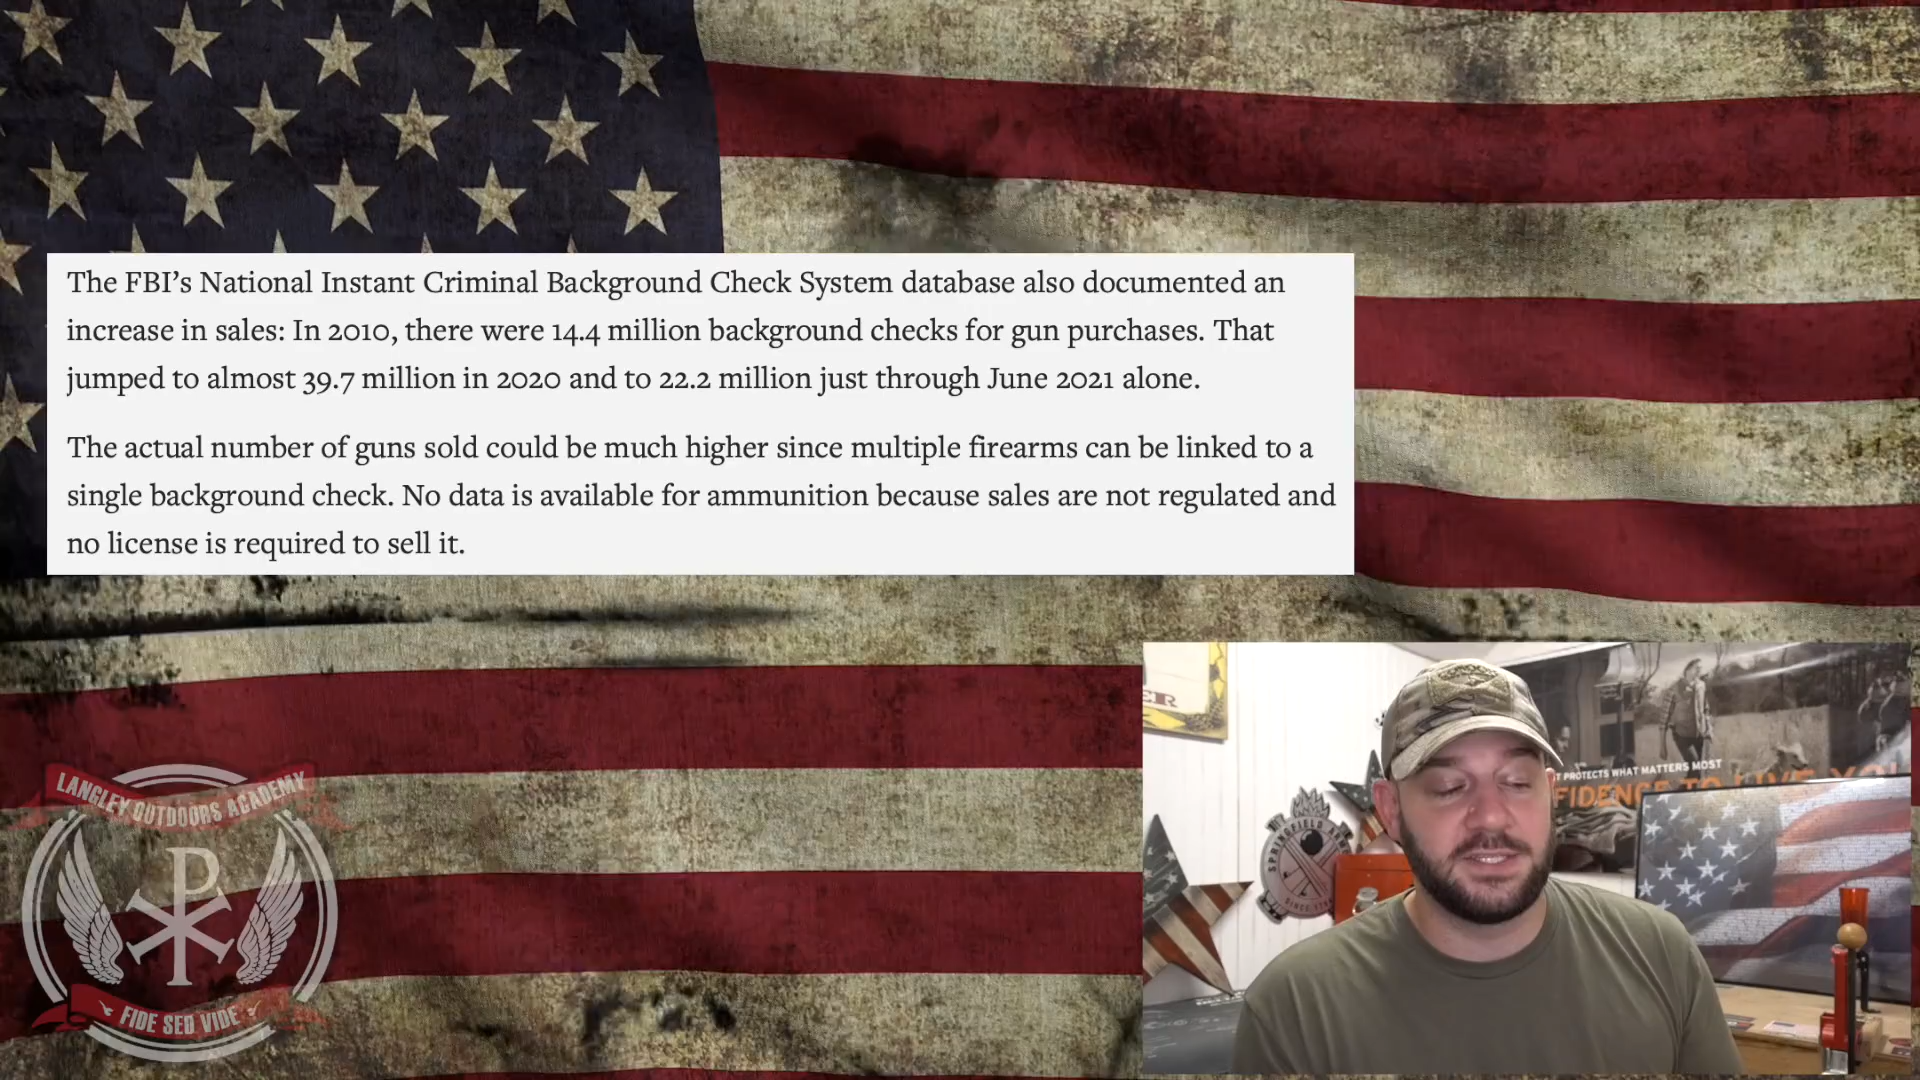 The FBI’s National Instant Criminal Background Check System database also documented an
increase in sales: In 2010, there were 14.4 million background checks for gun purchases. That
jumped to almost 39.7 million in 2020 and to 22.2 million just through June 2021 alone.
The actual number of guns sold could be much higher since multiple firearms can be linked to a
single background check. No data is available for ammunition because sales are not regulated and
no license is required to sell it.
LANGLEY OUTDOORS ACADEMY
FIDE SED VIDE
PROTECTS WHAT MATTERS MOST
SPRINGFIELD